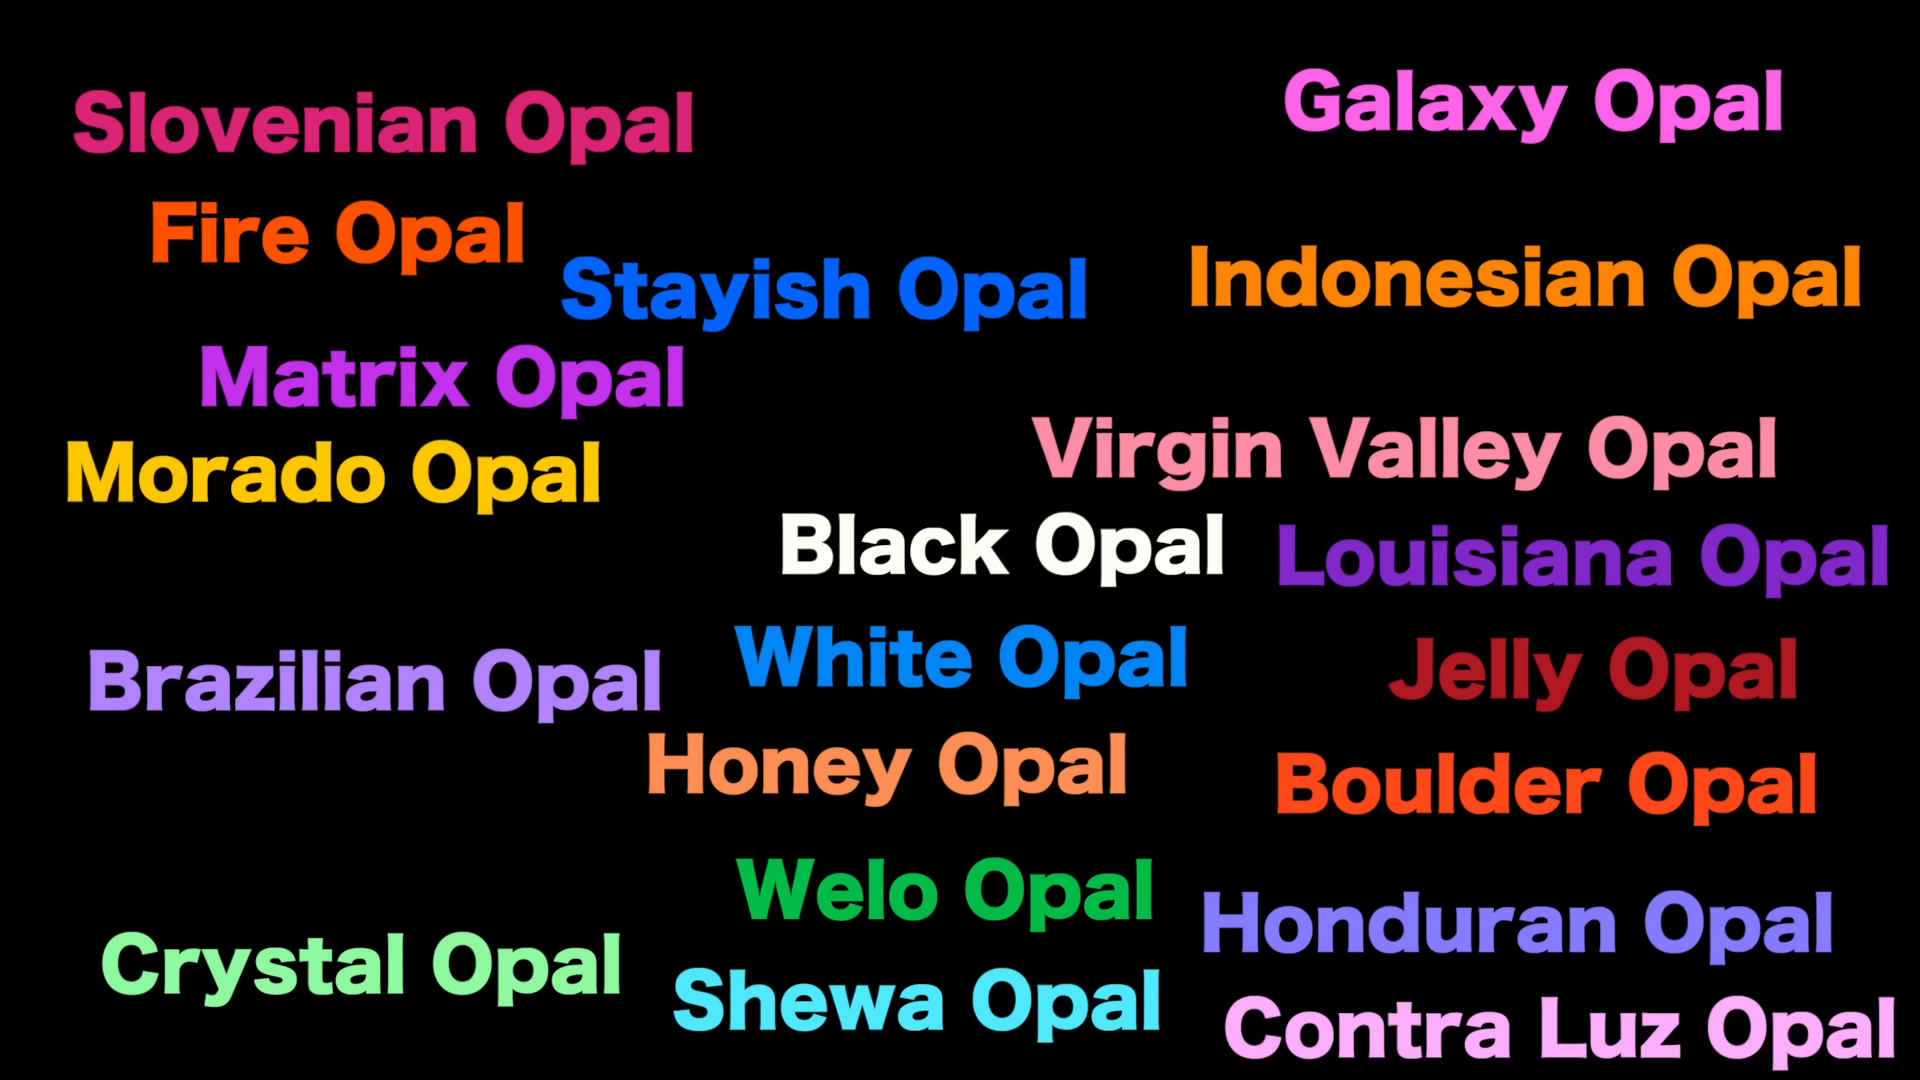 Slovenian Opal
Galaxy Opal
Fire Opal
Stayish Opal
Indonesian Opal
Matrix Opal
Morado Opal
Virgin Valley Opal
Black Opal
Louisiana Opal
Brazilian Opal
White Opal
Jelly Opal
Honey Opal
Boulder Opal
Welo Opal
Honduran Opal
Crystal Opal
Shewa Opal
Contra Luz Opal